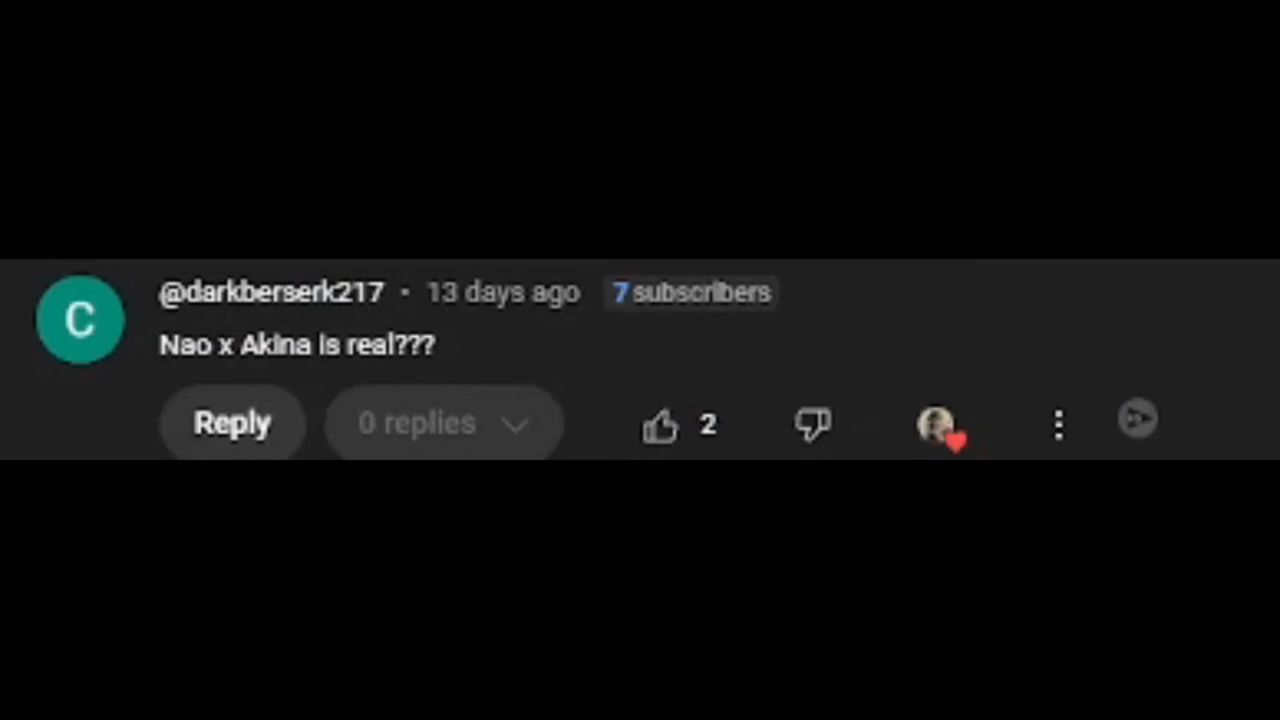 C
@darkberserk217 • 13 days ago 7 subscribers
Nao x Akina is real???
Reply 0 replies 2